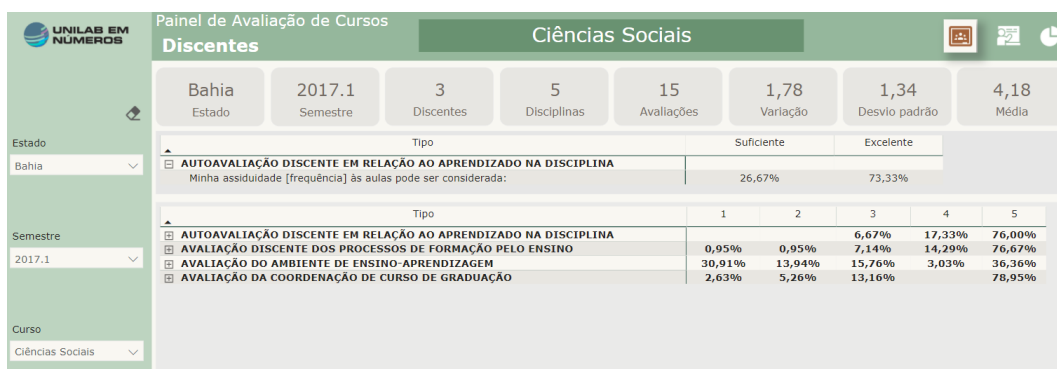 UNILAB EM
NÚMEROS
Painel de Avaliação de Cursos
Discentes
Ciências Sociais
Bahia
Estado
2017.1
Semestre
3
Discentes
5
Disciplinas
15
Avaliações
1,78
Variação
1,34
Desvio padrão
4,18
Média
Estado
Bahia
Semestre
2017.1
Curso
Ciências Sociais
Tipo Suficiente Excelente
AUTOAVALIAÇÃO DISCENTE EM RELAÇÃO AO APRENDIZADO NA DISCIPLINA
Minha assiduidade [frequência] às aulas pode ser considerada: 26,67% 73,33%
Tipo 1 2 3 4 5
AUTOAVALIAÇÃO DISCENTE EM RELAÇÃO AO APRENDIZADO NA DISCIPLINA 6,67% 17,33% 76,00%
AVALIAÇÃO DISCENTE DOS PROCESSOS DE FORMAÇÃO PELO ENSINO 0,95% 0,95% 7,14% 14,29% 76,67%
AVALIAÇÃO DO AMBIENTE DE ENSINO-APRENDIZAGEM 30,91% 13,94% 15,76% 3,03% 36,36%
AVALIAÇÃO DA COORDENAÇÃO DE CURSO DE GRADUAÇÃO 2,63% 5,26% 13,16% 78,95%